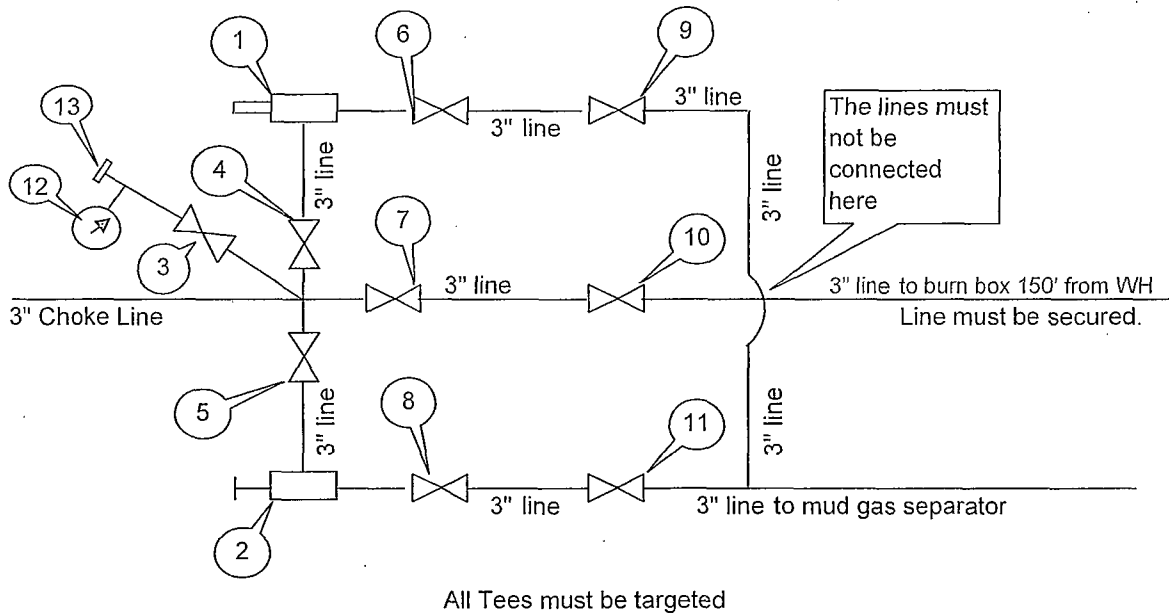 1
6
9
13
3" line
3" line
The lines must
not be
connected
here
12
4
3" line
3" line
7
10
3
3" line
3" line to burn box 150' from WH
3" Choke Line
Line must be secured.
5
8
11
3" line
3" line
3" line
3" line to mud gas separator
2
All Tees must be targeted